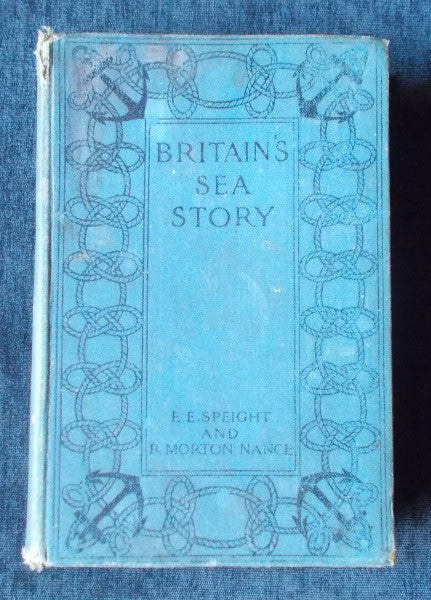 BRITAIN'S
SEA
STORY
E.E.SPEIGHT
AND
R.MORTON NANCE